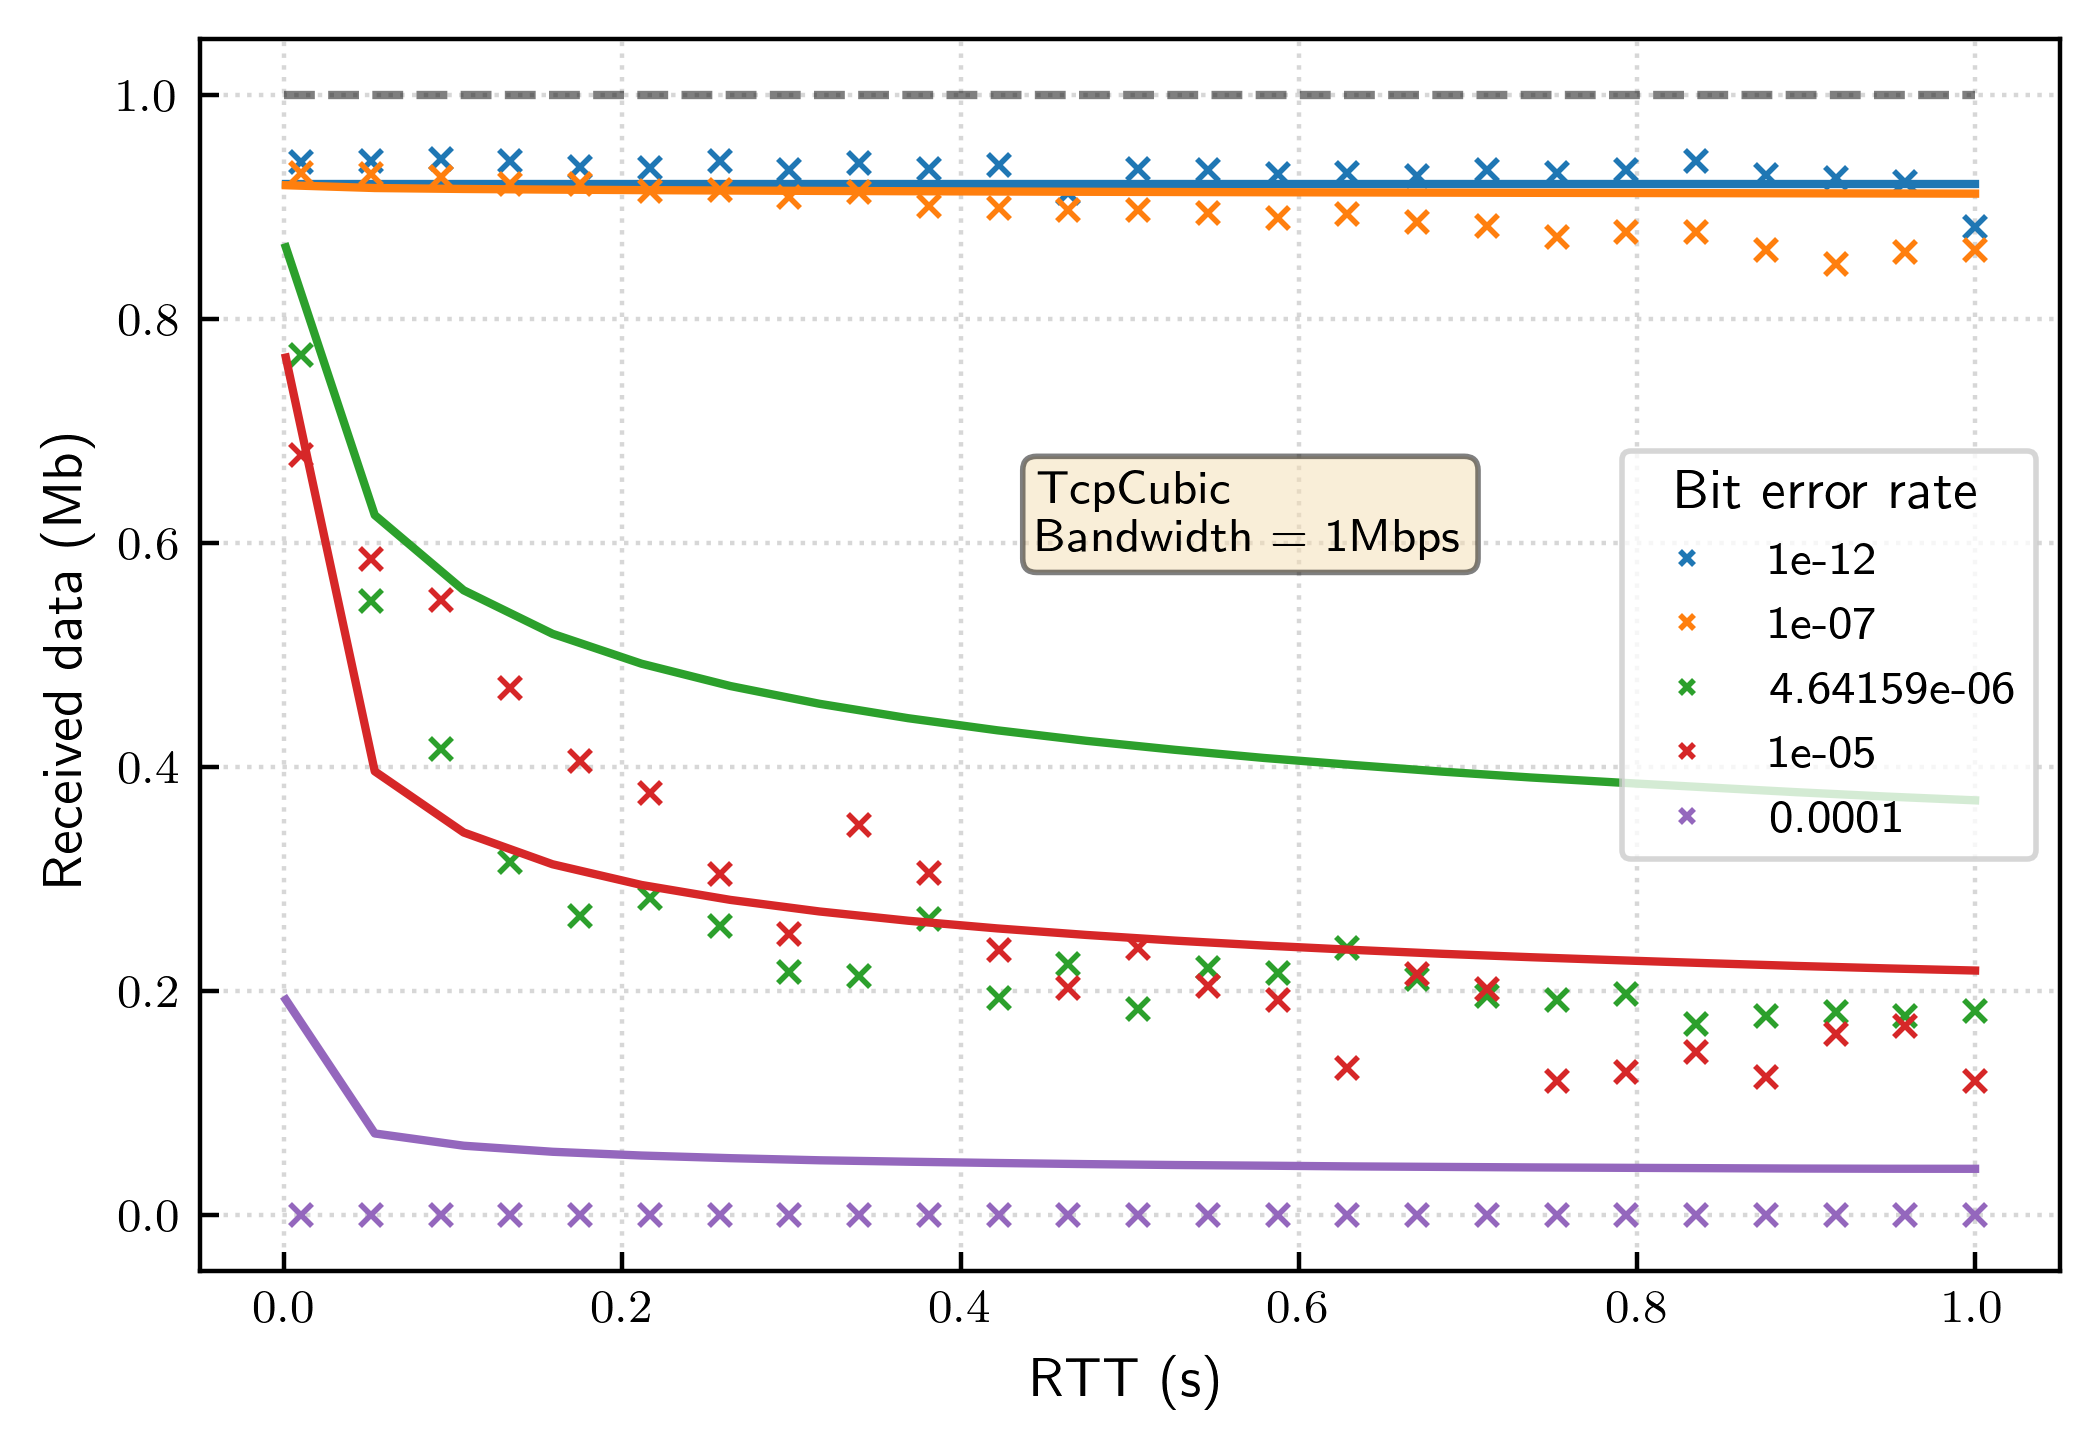 1.0
0.8
0.6
0.4
0.2
0.0
Received data (Mb)
TcpCubic
Bandwidth = 1Mbps
Bit error rate
1e-12
1e-07
4.64159e-06
1e-05
0.0001
0.0 0.2 0.4 0.6 0.8 1.0
RTT (s)